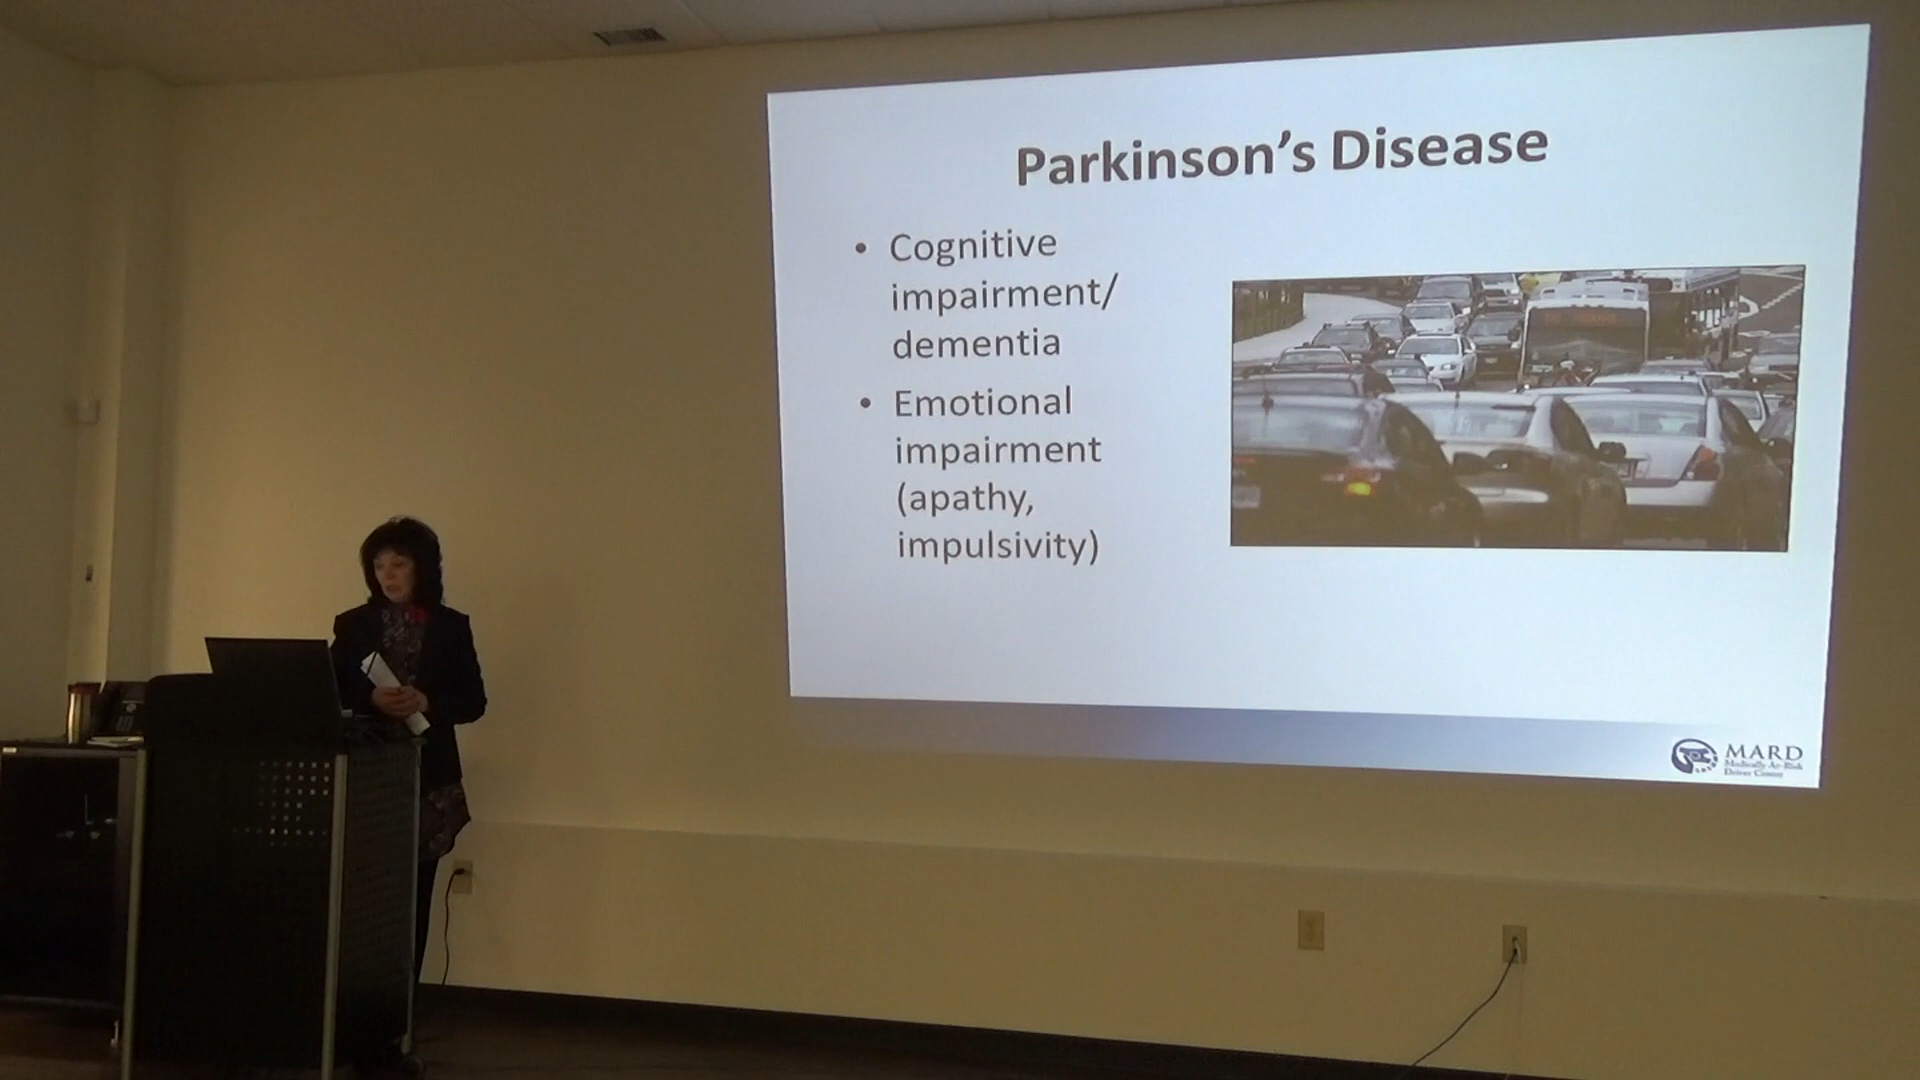 Parkinson's Disease
• Cognitive
impairment/
dementia
• Emotional
impairment
(apathy,
impulsivity)
MARD
Medically At-Risk
Driver Centre